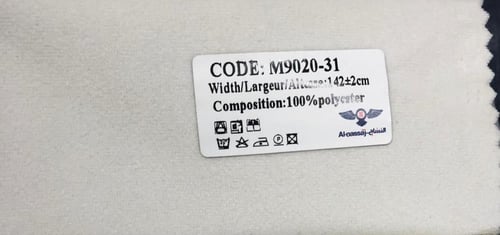 CODE: M9020-31
Width/Largeur/Altezza:142±2cm
Composition:100%polyester
Al-nassaj النساج